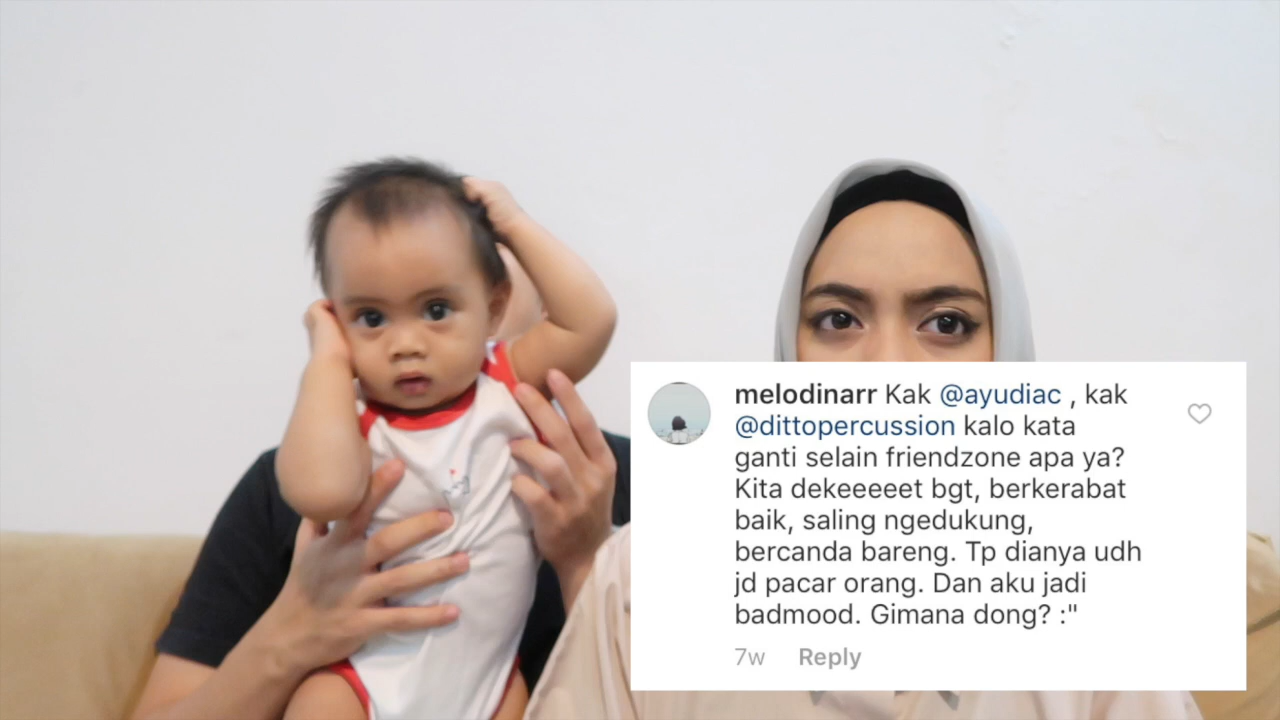 melodinarr Kak @ayudiac , kak
@dittopercussion kalo kata
ganti selain friendzone apa ya?
Kita dekeeeeet bgt, berkerabat
baik, saling ngedukung,
bercanda bareng. Tp dianya udh
jd pacar orang. Dan aku jadi
badmood. Gimana dong? :"
7w Reply